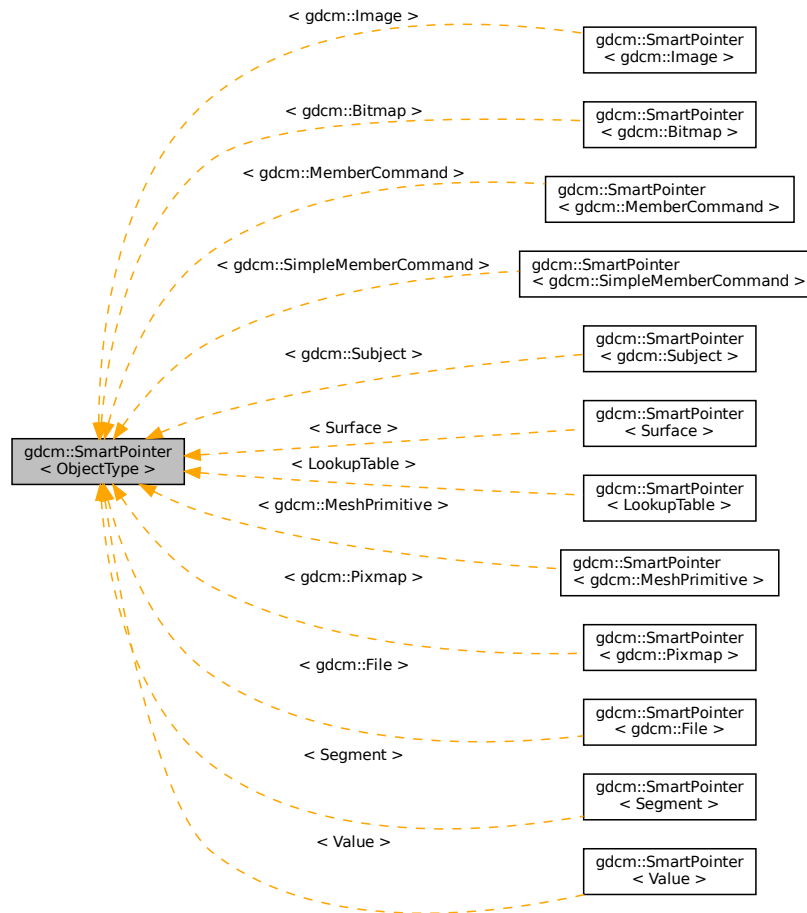 < gdcm::Image >
gdcm::SmartPointer
< gdcm::Image >
< gdcm::Bitmap >
gdcm::SmartPointer
< gdcm::Bitmap >
< gdcm::MemberCommand >
gdcm::SmartPointer
< gdcm::MemberCommand >
< gdcm::SimpleMemberCommand >
gdcm::SmartPointer
< gdcm::SimpleMemberCommand >
< gdcm::Subject >
gdcm::SmartPointer
< gdcm::Subject >
< Surface >
gdcm::SmartPointer
< Surface >
gdcm::SmartPointer
< ObjectType >
< LookupTable >
gdcm::SmartPointer
< LookupTable >
< gdcm::MeshPrimitive >
gdcm::SmartPointer
< gdcm::MeshPrimitive >
< gdcm::Pixmap >
gdcm::SmartPointer
< gdcm::Pixmap >
< gdcm::File >
gdcm::SmartPointer
< gdcm::File >
< Segment >
gdcm::SmartPointer
< Segment >
< Value >
gdcm::SmartPointer
< Value >